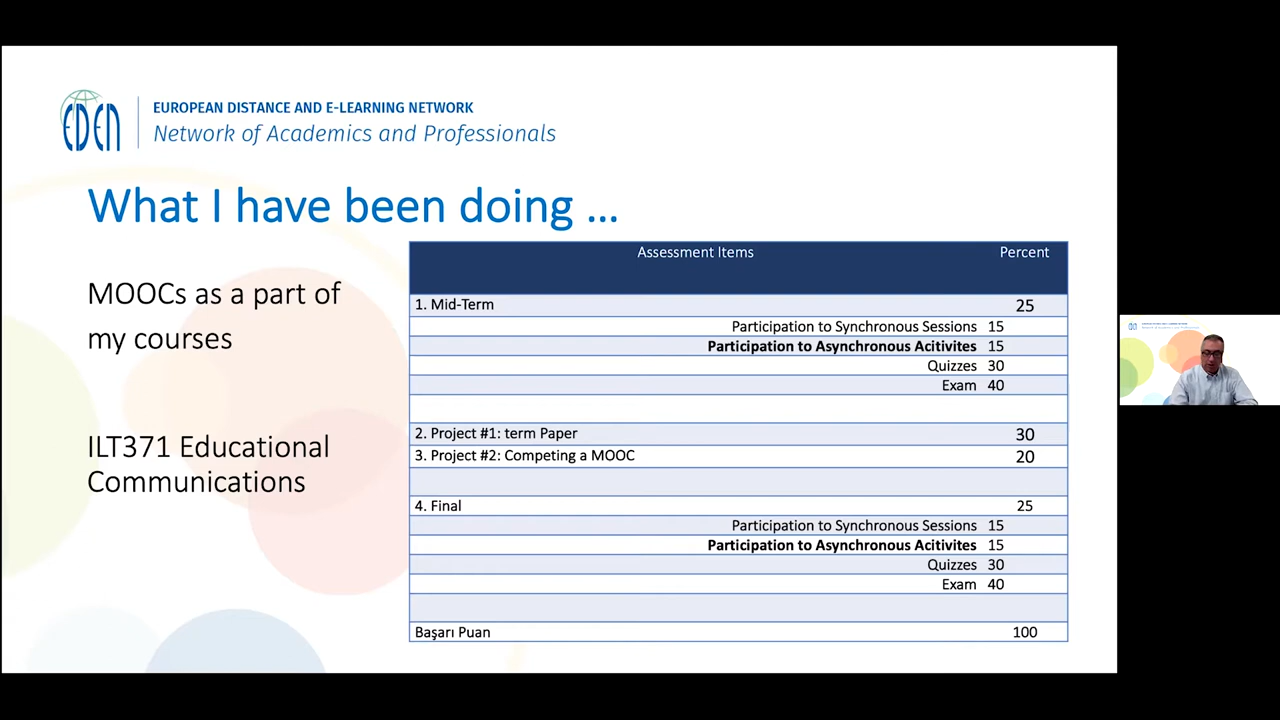 EDEN
EUROPEAN DISTANCE AND E-LEARNING NETWORK
Network of Academics and Professionals
What I have been doing ...
MOOCs as a part of
my courses
ILT371 Educational
Communications
Assessment Items Percent
1. Mid-Term 25
Participation to Synchronous Sessions 15
Participation to Asynchronous Acitivites 15
Quizzes 30
Exam 40
2. Project #1: term Paper 30
3. Project #2: Competing a MOOC 20
4. Final 25
Participation to Synchronous Sessions 15
Participation to Asynchronous Acitivites 15
Quizzes 30
Exam 40
Başarı Puan 100